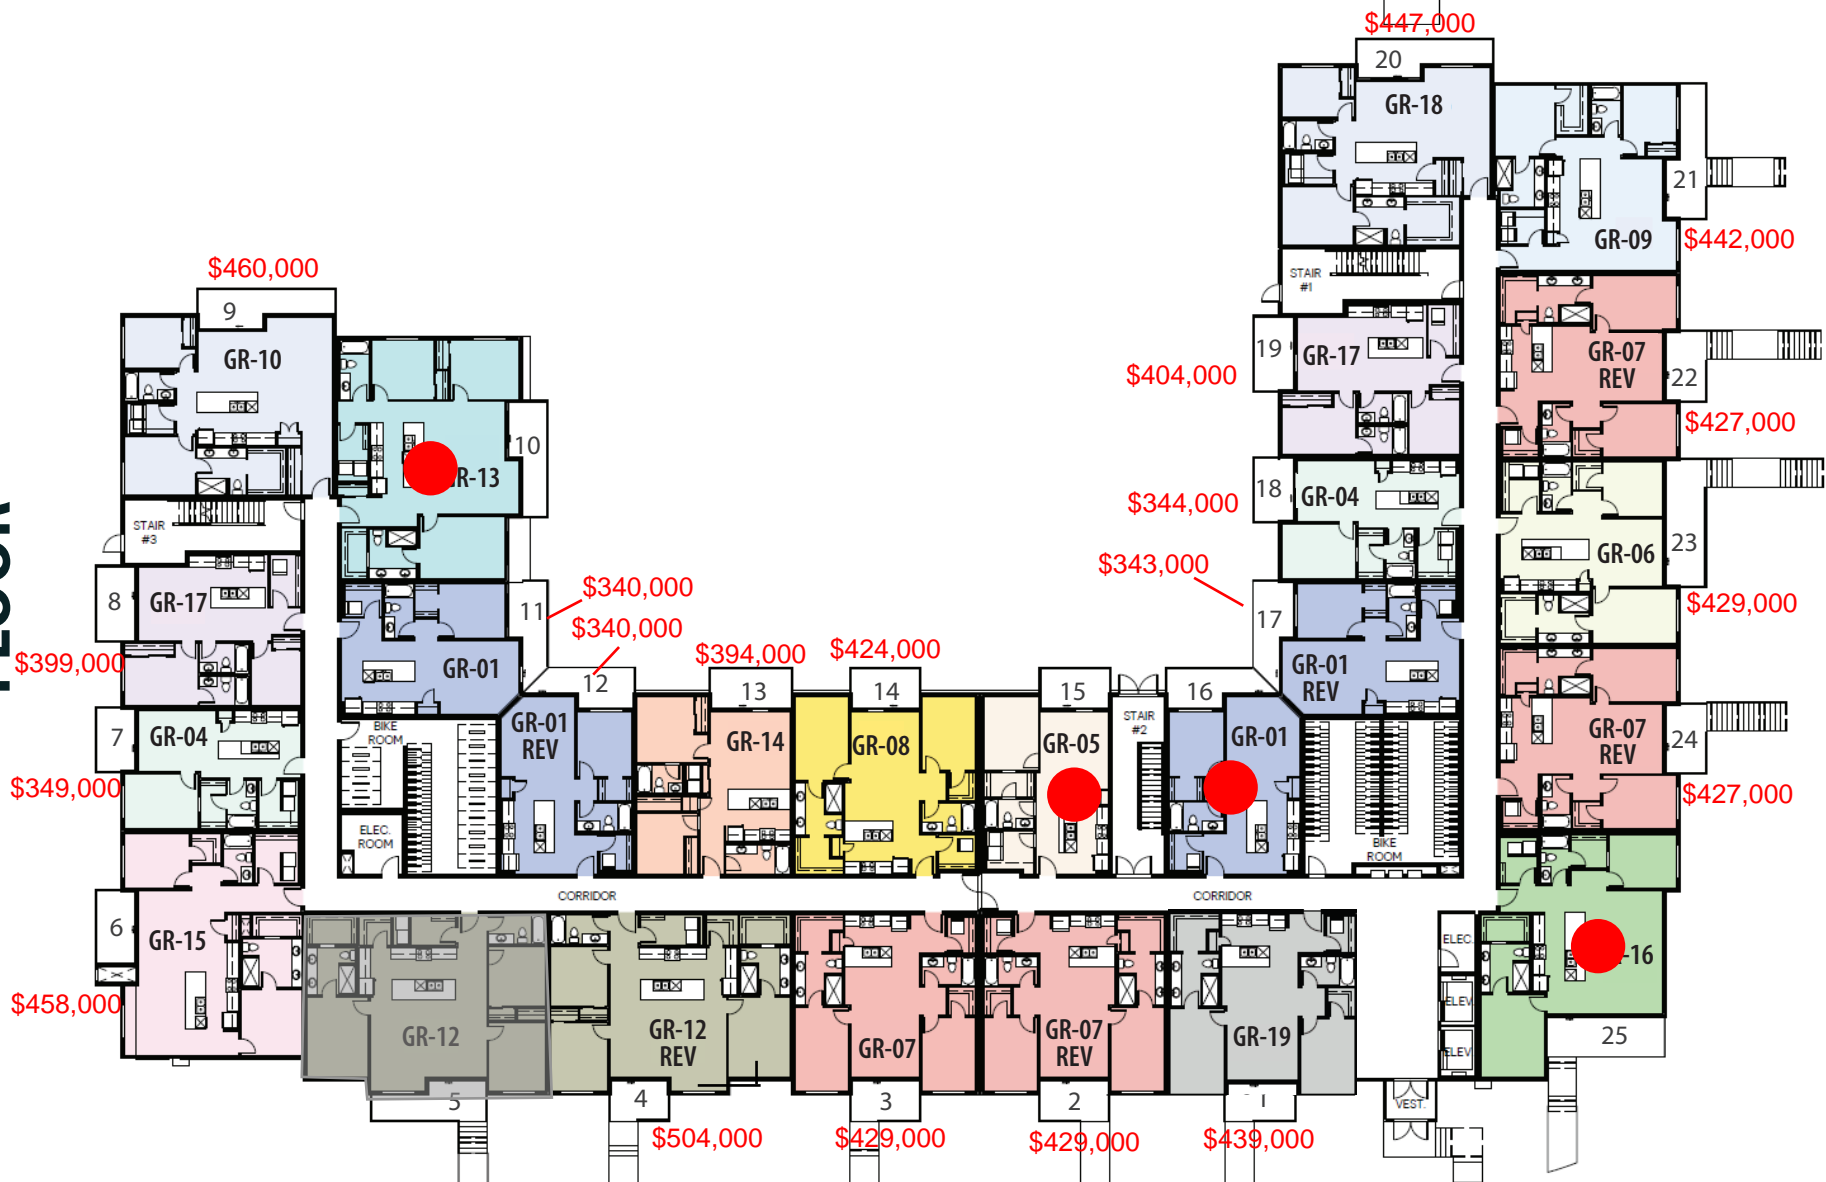 $447,000
20
GR-18
21
GR-09
$442,000
STAIR
#1
$460,000
9
GR-10
19
GR-17
GR-07
REV
22
$404,000
$427,000
10
R-13
18
GR-04
$344,000
STAIR
#3
23
GR-06
$343,000
8
GR-17
11
$340,000
17
$429,000
$340,000
$399,000
GR-01
12
$394,000
$424,000
GR-01
REV
13
14
15
16
7
GR-04
BIKE
ROOM
GR-01
REV
GR-14
GR-08
GR-05
STAIR
#2
GR-01
GR-07
REV
24
$349,000
$427,000
ELEC.
ROOM
BIKE
ROOM
CORRIDOR
CORRIDOR
6
GR-15
ELEC.
-16
$458,000
ELEV
GR-12
GR-12
REV
GR-07
GR-07
REV
GR-19
ELEV
25
5
4
3
2
1
VEST.
$504,000
$429,000
$429,000
$439,000
FLOOR